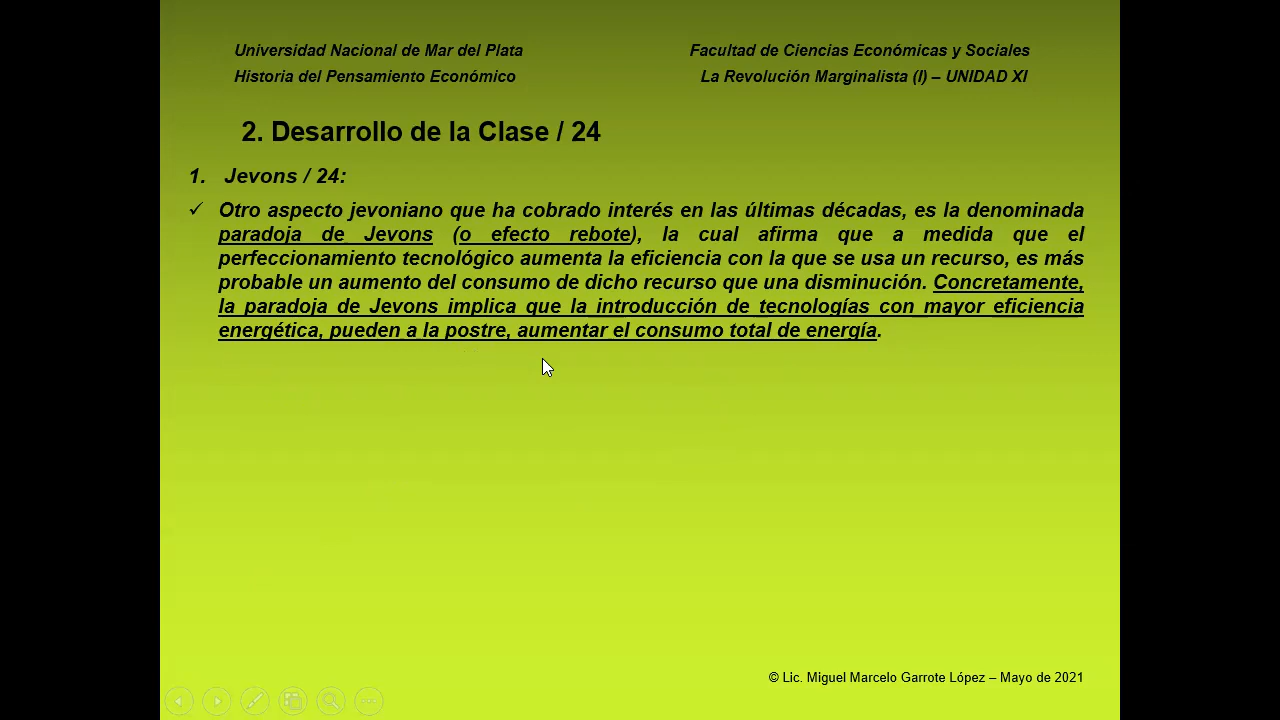 Universidad Nacional de Mar del Plata
Facultad de Ciencias Económicas y Sociales
Historia del Pensamiento Económico
La Revolución Marginalista (I) – UNIDAD XI
2. Desarrollo de la Clase / 24
1. Jevons / 24:
✓ Otro aspecto jevoniano que ha cobrado interés en las últimas décadas, es la denominada
paradoja de Jevons (o efecto rebote), la cual afirma que a medida que el
perfeccionamiento tecnológico aumenta la eficiencia con la que se usa un recurso, es más
probable un aumento del consumo de dicho recurso que una disminución. Concretamente,
la paradoja de Jevons implica que la introducción de tecnologías con mayor eficiencia
energética, pueden a la postre, aumentar el consumo total de energía.
© Lic. Miguel Marcelo Garrote López – Mayo de 2021